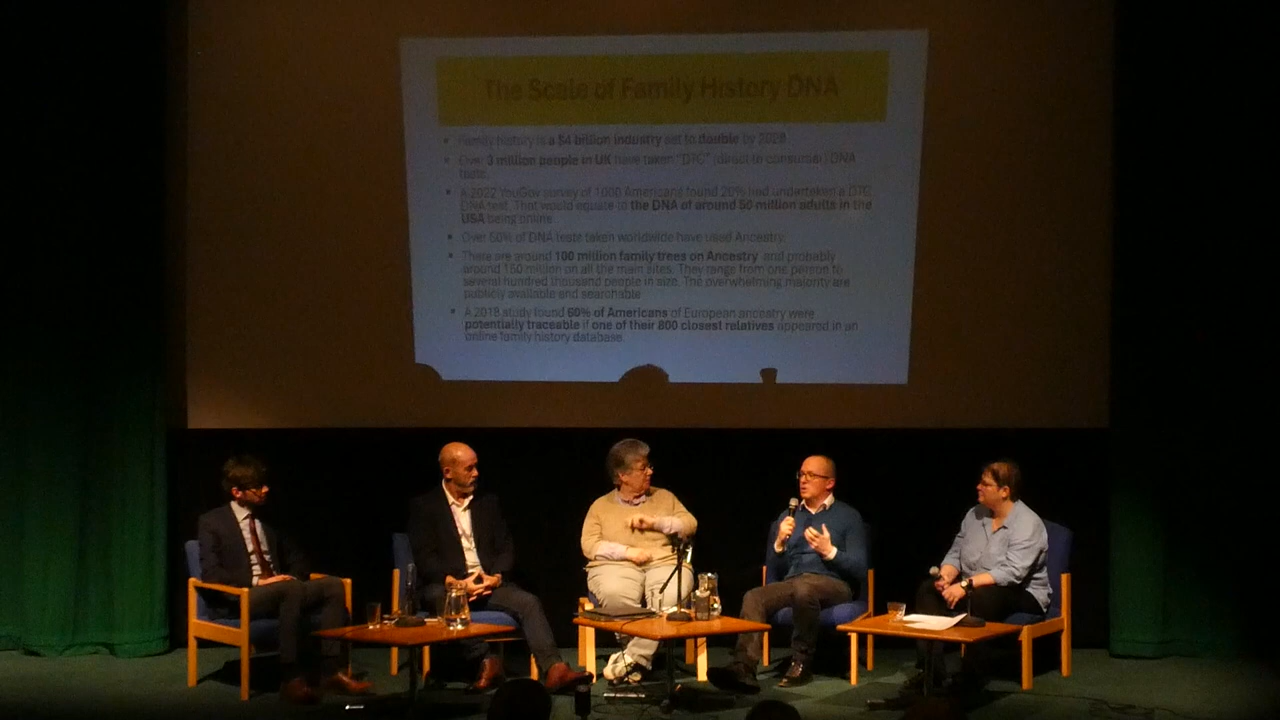 The Scale of Family History DNA
Family history is a $4 billion industry set to double by
Over 3 million people in UK have taken "DTC" (direct to consumer) DNA
tests.
A 2022 YouGov survey of 1000 Americans found 20% had undertaken a DTC
DNA test. That would equate to the DNA of around 50 million adults in the
USA being online.
Over 50% of DNA tests taken worldwide have used Ancestry.
There are around 100 million family trees on Ancestry and probably
around 150 million on all the main sites. They range from one person to
several hundred thousand people in size. The overwhelming majority are
publicly available and searchable
A 2018 study found 60% of Americans of European ancestry were
potentially traceable if one of their 800 closest relatives appeared in an
online family history database.